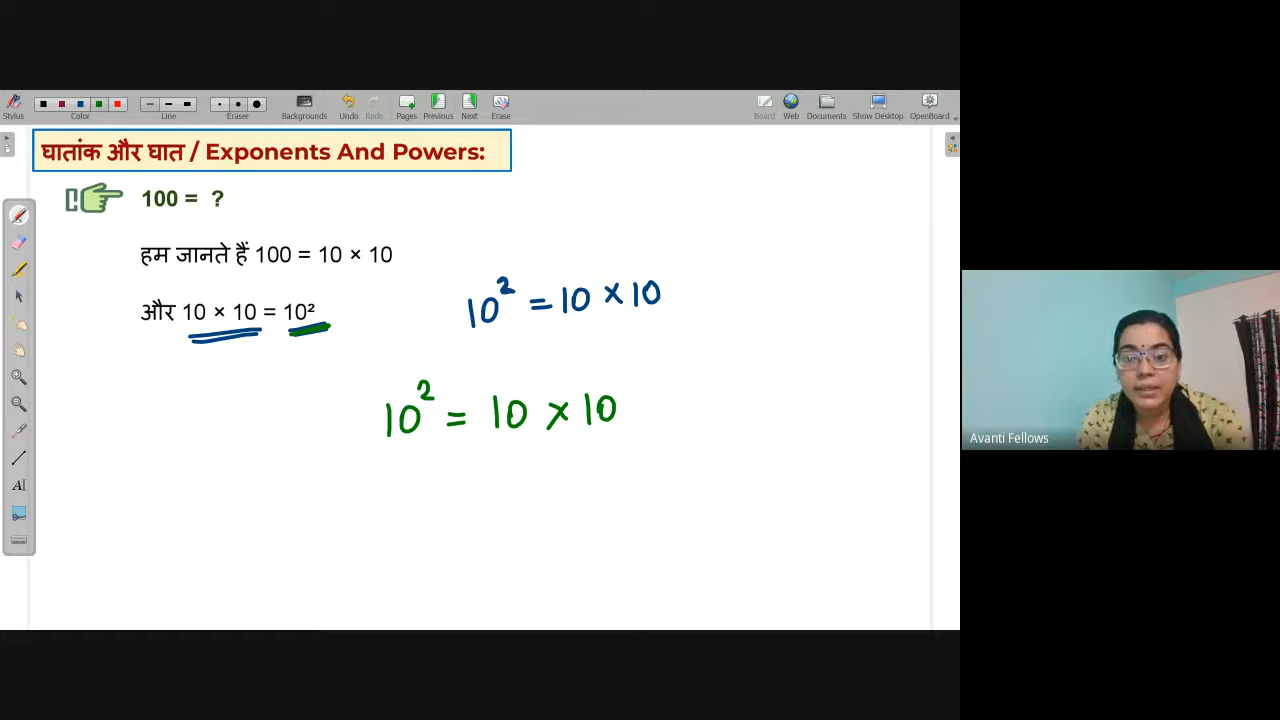 Stylus
Color
Line
Eraser
Backgrounds
Undo
Redo
Pages
Previous
Next
Erase
Board
Web
Documents
Show Desktop
OpenBoard
घातांक और घात / Exponents And Powers:
100 = ?
हम जानते हैं 100 = 10 × 10
और 10 × 10 = 10²
10² = 10 × 10
10² = 10 × 10
Avanti Fellows